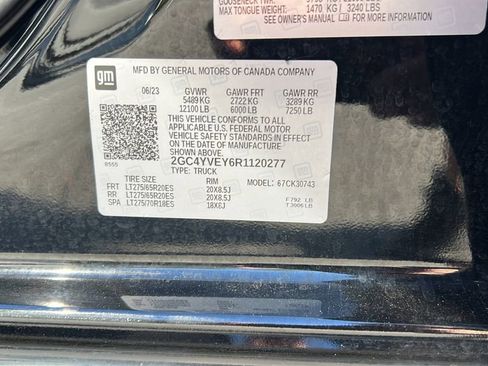 GOOSENECK TWR:
MAX TONGUE WEIGHT: 1470 KG / 3240 LBS
SEE OWNER'S MANUAL FOR MORE INFORMATION
gm
MFD BY GENERAL MOTORS OF CANADA COMPANY
06/23 GVWR GAWR FRT GAWR RR
5489 KG 2722 KG 3289 KG
12100 LB 6000 LB 7250 LB
THIS VEHICLE CONFORMS TO ALL
APPLICABLE U.S. FEDERAL MOTOR
VEHICLE SAFETY STANDARDS IN
EFFECT ON THE DATE OF
MANUFACTURE SHOWN ABOVE.
2GC4YVEY6R1120277
8555 TYPE: TRUCK
TIRE SIZE RIM 67CK30743
FRT LT275/65R20ES 20X8.5J
RR LT275/65R20ES 20X8.5J F792 LB
SPA LT275/70R18ES 18X8J T3006LB